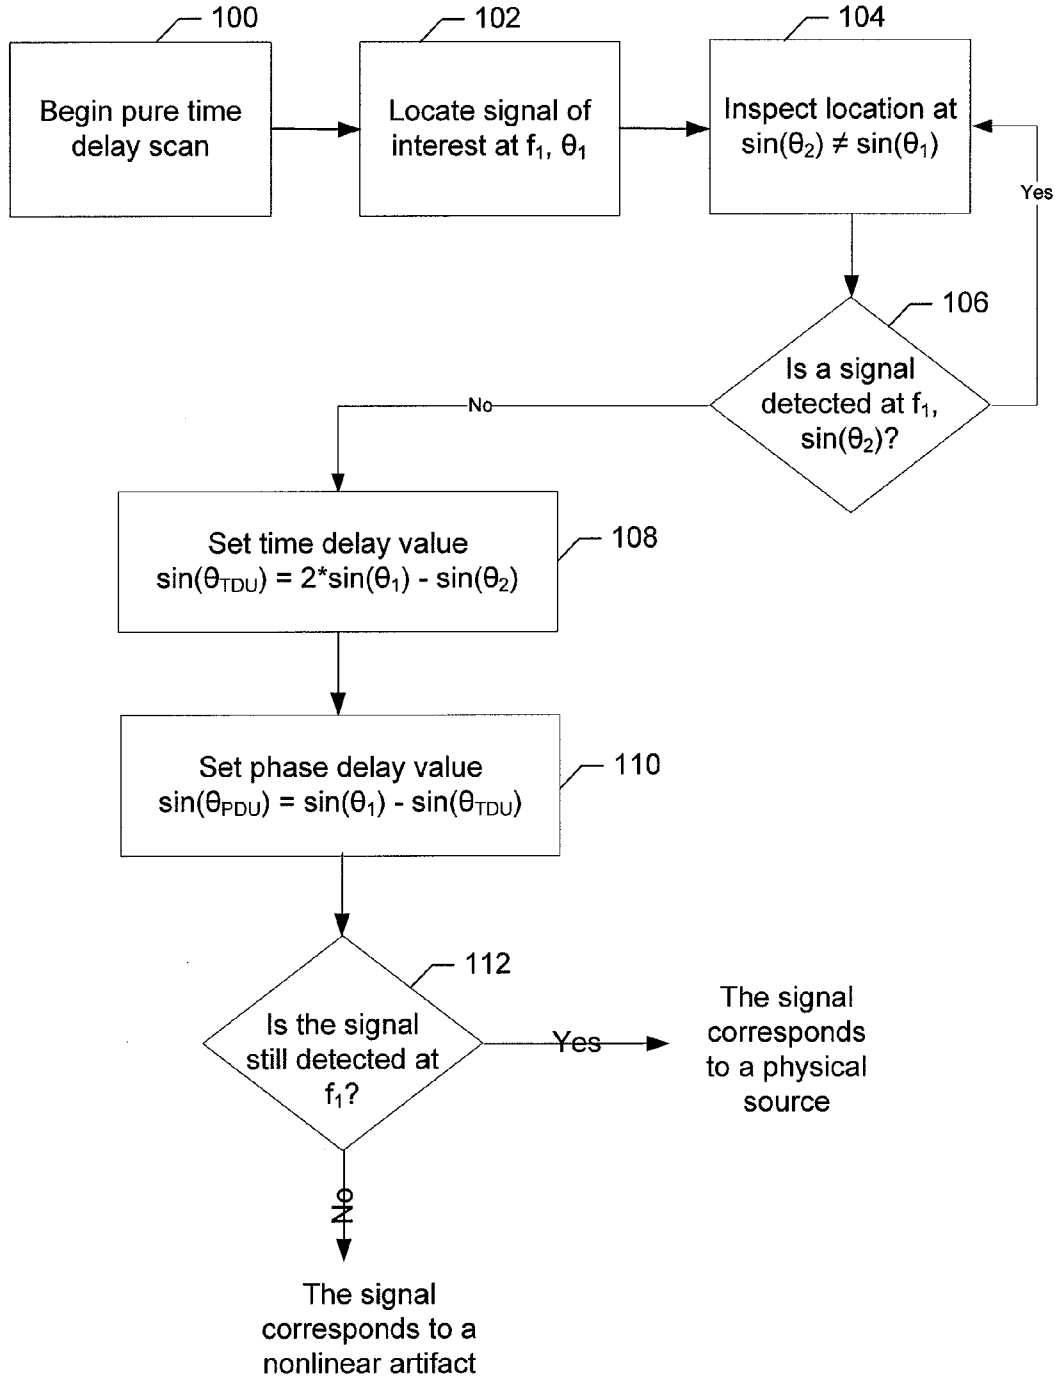 100
Begin pure time
delay scan
102
Locate signal of
interest at f₁, θ₁
104
Inspect location at
sin(θ₂) ≠ sin(θ₁)
Yes
106
Is a signal
detected at f₁,
sin(θ₂)?
No
108
Set time delay value
sin(θ_TDU) = 2*sin(θ₁) - sin(θ₂)
110
Set phase delay value
sin(θ_PDU) = sin(θ₁) - sin(θ_TDU)
112
Is the signal
still detected at
f₁?
Yes
The signal
corresponds
to a physical
source
No
The signal
corresponds to a
nonlinear artifact